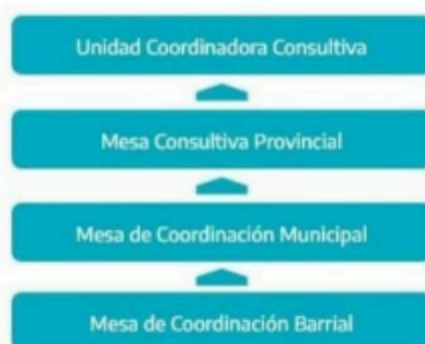 Unidad Coordinadora Consultiva
Mesa Consultiva Provincial
Mesa de Coordinación Municipal
Mesa de Coordinación Barrial